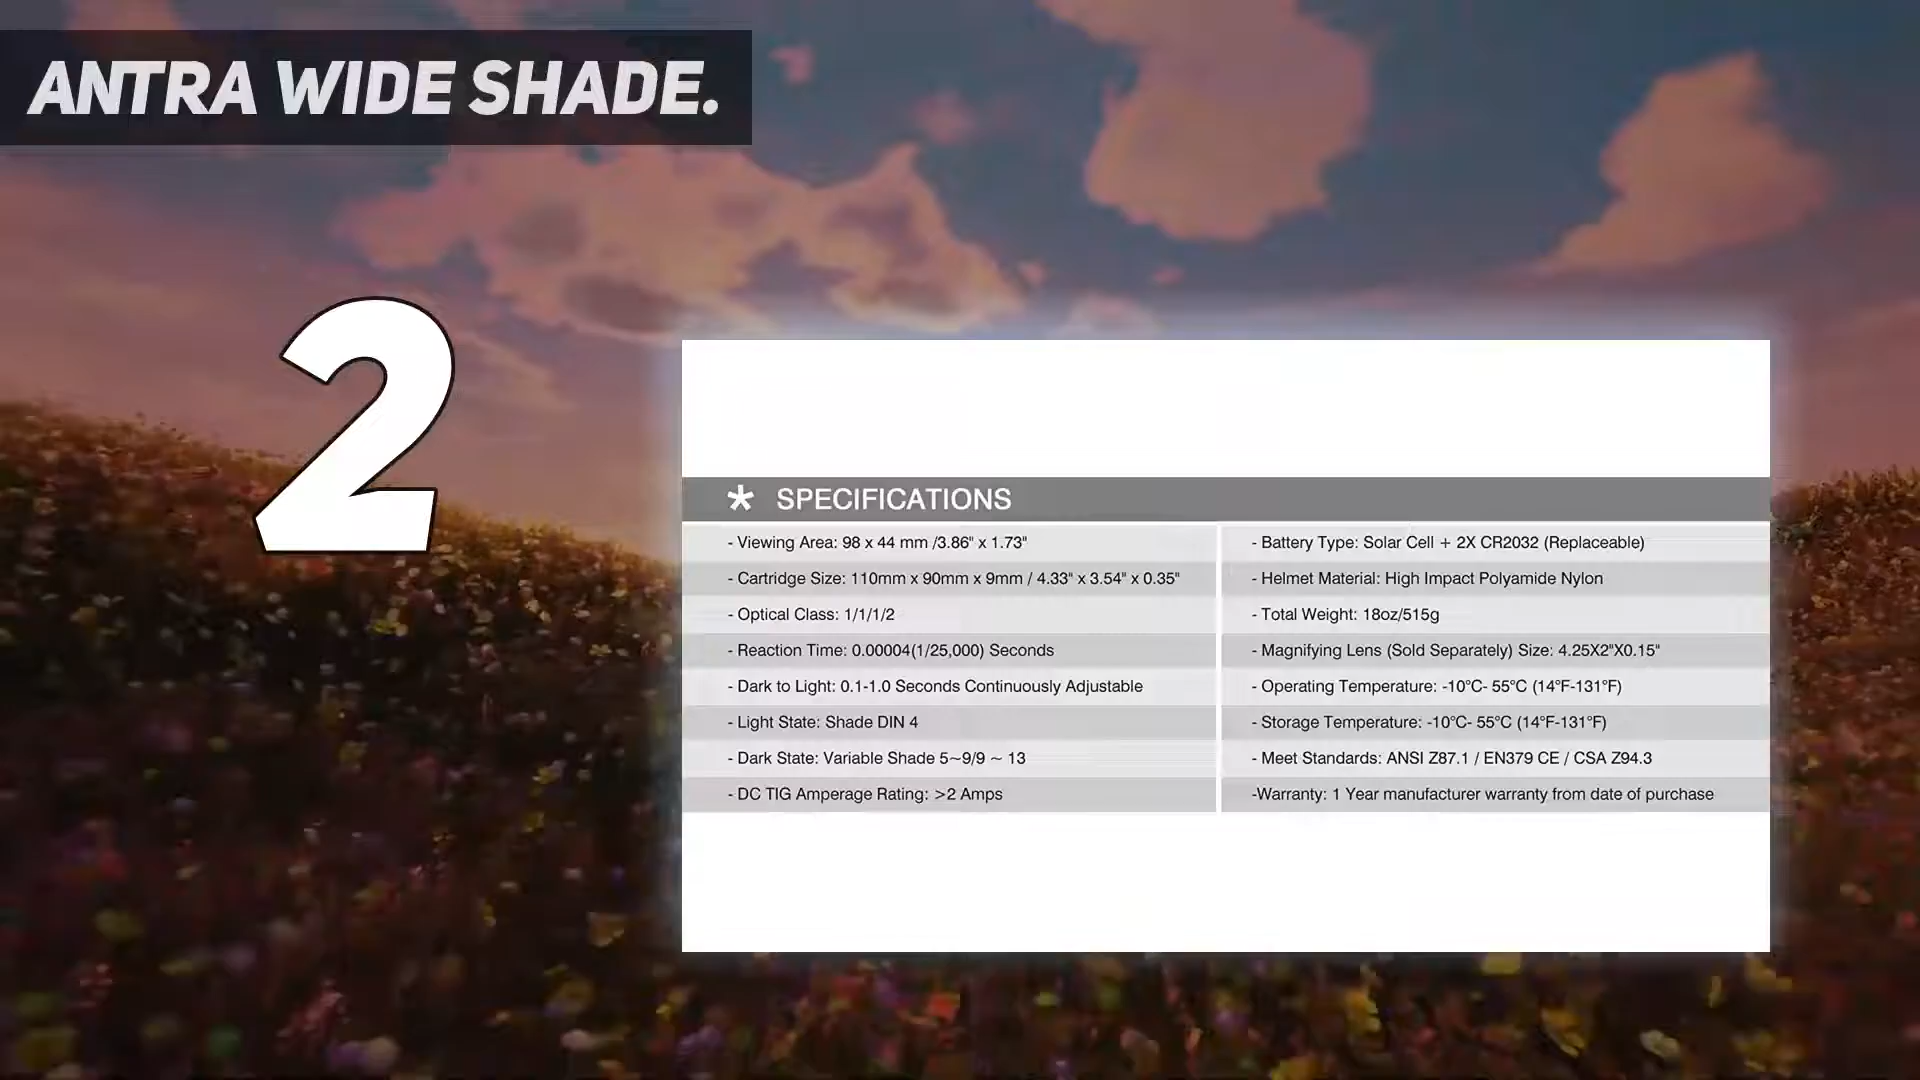 ANTRA WIDE SHADE.
2
* SPECIFICATIONS
- Viewing Area: 98 x 44 mm /3.86" x 1.73"
- Cartridge Size: 110mm x 90mm x 9mm / 4.33" x 3.54" x 0.35"
- Optical Class: 1/1/1/2
- Reaction Time: 0.00004(1/25,000) Seconds
- Dark to Light: 0.1-1.0 Seconds Continuously Adjustable
- Light State: Shade DIN 4
- Dark State: Variable Shade 5~9/9 ~ 13
- DC TIG Amperage Rating: >2 Amps
- Battery Type: Solar Cell + 2X CR2032 (Replaceable)
- Helmet Material: High Impact Polyamide Nylon
- Total Weight: 18oz/515g
- Magnifying Lens (Sold Separately) Size: 4.25X2"X0.15"
- Operating Temperature: -10°C- 55°C (14°F-131°F)
- Storage Temperature: -10°C- 55°C (14°F-131°F)
- Meet Standards: ANSI Z87.1 / EN379 CE / CSA Z94.3
-Warranty: 1 Year manufacturer warranty from date of purchase